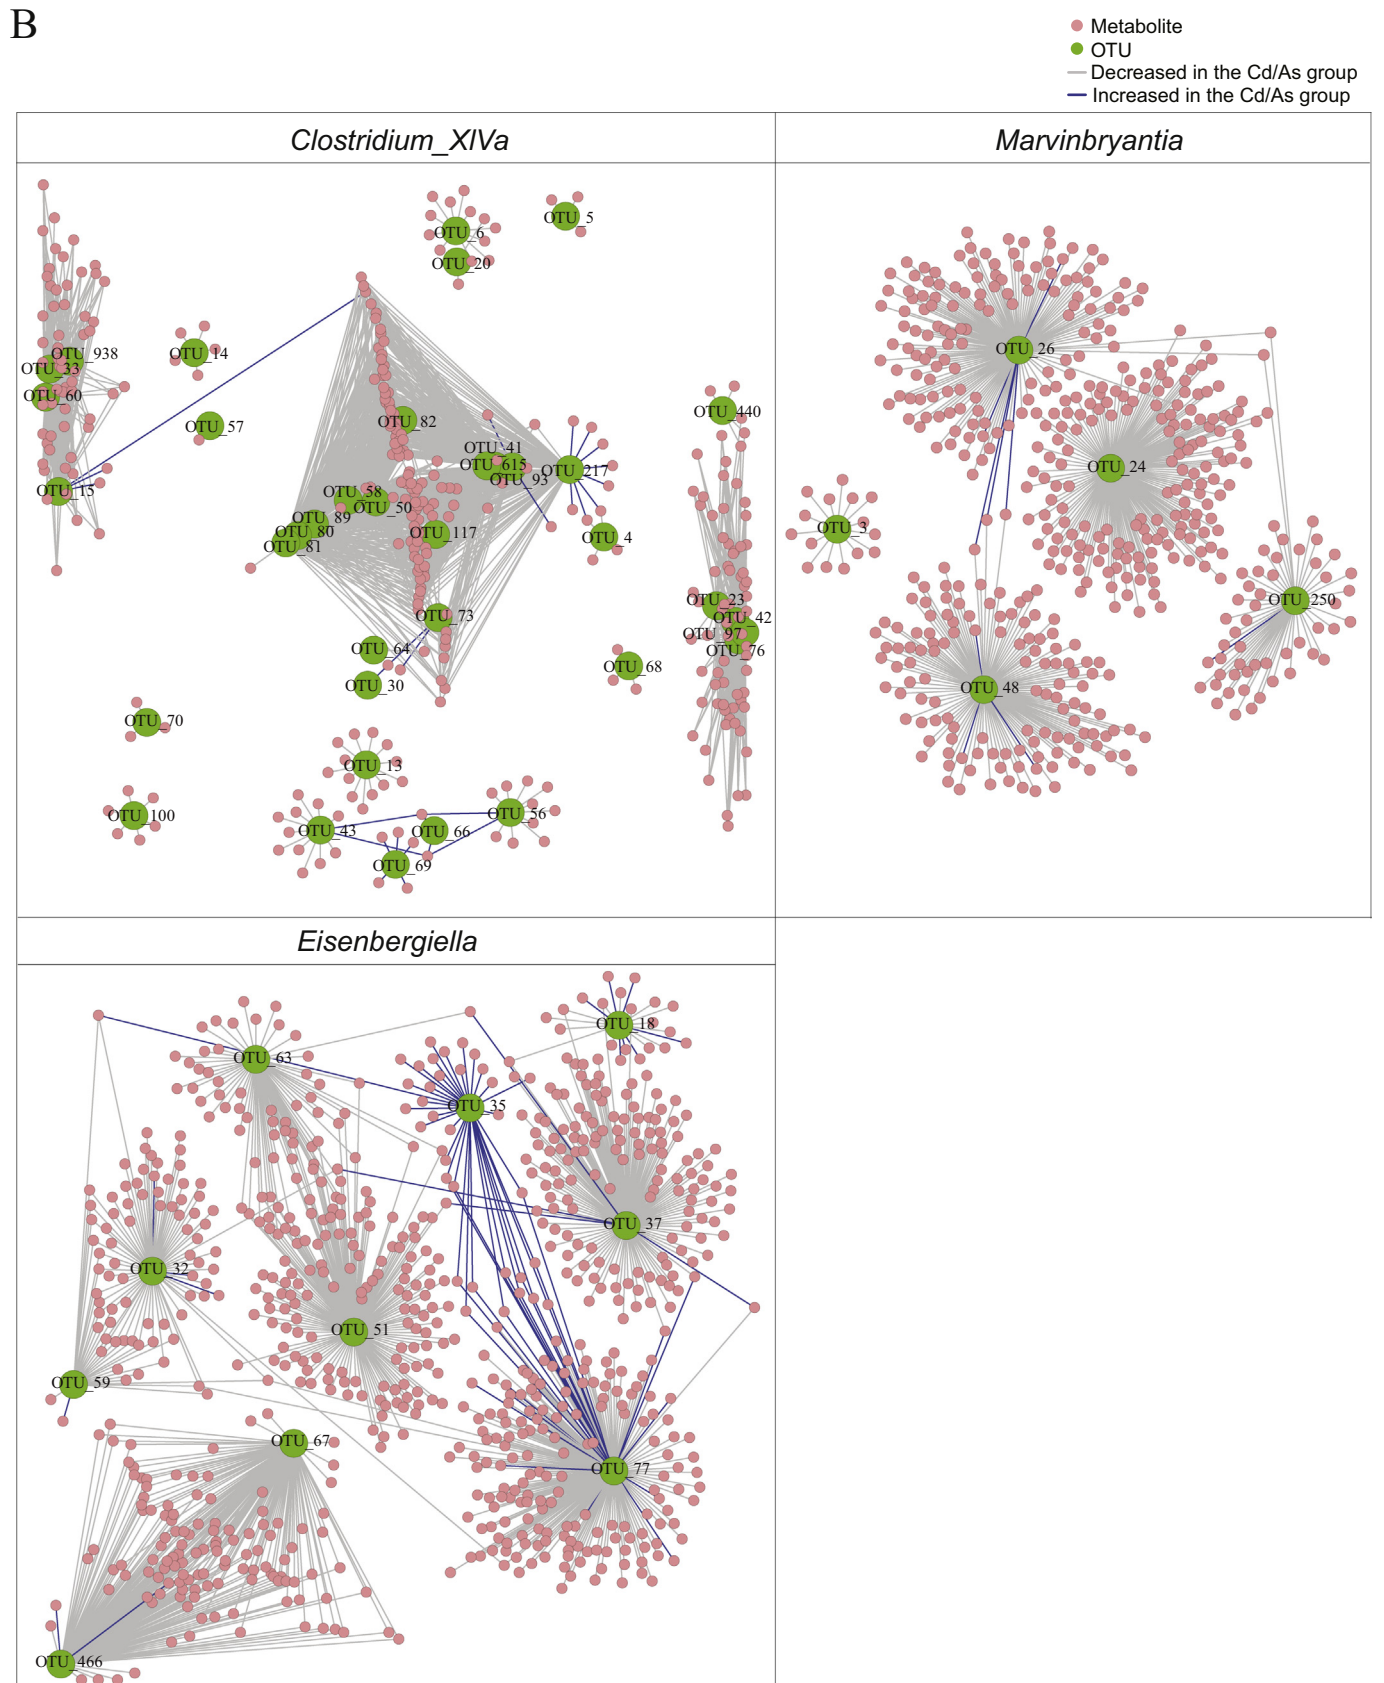 B
Metabolite
OTU
Decreased in the Cd/As group
Increased in the Cd/As group
Clostridium_XIVa
Marvinbryantia
OTU_6
OTU_5
OTU_20
OTU_938
OTU_33
OTU_60
OTU_14
OTU_57
OTU_15
OTU_82
OTU_41
OTU_615
OTU_93
OTU_217
OTU_440
OTU_58
OTU_50
OTU_89
OTU_80
OTU_81
OTU_117
OTU_4
OTU_73
OTU_23
OTU_42
OTU_97
OTU_76
OTU_64
OTU_30
OTU_68
OTU_70
OTU_13
OTU_100
OTU_43
OTU_66
OTU_56
OTU_69
OTU_26
OTU_24
OTU_3
OTU_250
OTU_48
Eisenbergiella
OTU_18
OTU_63
OTU_35
OTU_37
OTU_32
OTU_51
OTU_59
OTU_67
OTU_77
OTU_466